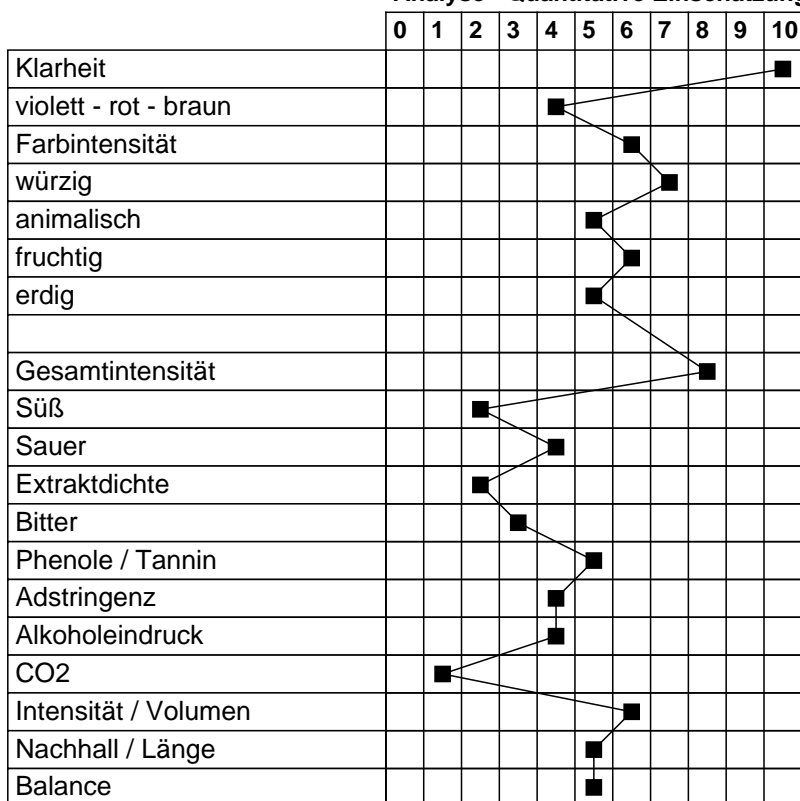 0 1 2 3 4 5 6 7 8 9 10
Klarheit
violett - rot - braun
Farbintensität
würzig
animalisch
fruchtig
erdig
Gesamtintensität
Süß
Sauer
Extraktdichte
Bitter
Phenole / Tannin
Adstringenz
Alkoholeindruck
CO2
Intensität / Volumen
Nachhall / Länge
Balance